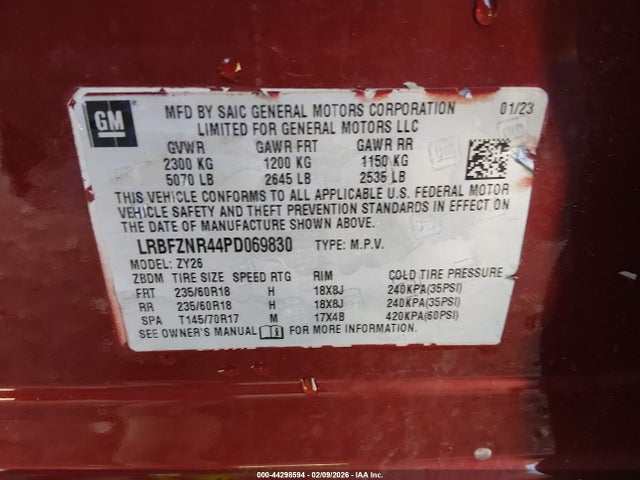 GM
MFD BY SAIC GENERAL MOTORS CORPORATION 01/23
LIMITED FOR GENERAL MOTORS LLC
GVWR GAWR FRT GAWR RR
2300 KG 1200 KG 1150 KG
5070 LB 2645 LB 2535 LB
THIS VEHICLE CONFORMS TO ALL APPLICABLE U.S. FEDERAL MOTOR
VEHICLE SAFETY AND THEFT PREVENTION STANDARDS IN EFFECT ON
THE DATE OF MANUFACTURE SHOWN ABOVE.
LRBFZNR44PD069830 TYPE: M.P.V.
MODEL: ZY26
ZBDM TIRE SIZE SPEED RTG RIM COLD TIRE PRESSURE
FRT 235/60R18 H 18X8J 240KPA(35PSI)
RR 235/60R18 H 18X8J 240KPA(35PSI)
SPA T145/70R17 M 17X4B 420KPA(60PSI)
SEE OWNER'S MANUAL
000-44298594 | 02/09/2026 | IAA Inc.